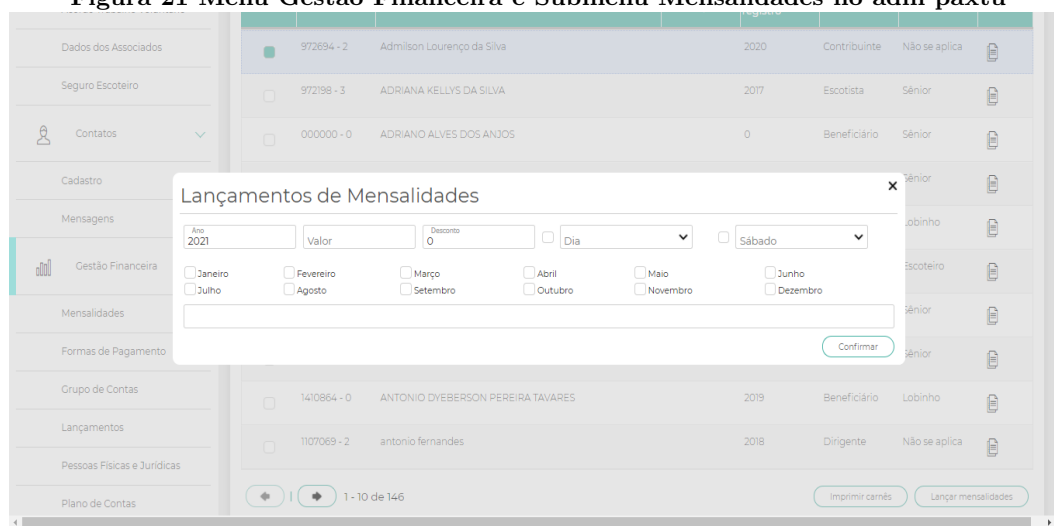 Figura 21 Menu Gestão Financeira e Submenu Mensalidades no adm paxtu
registro
Dados dos Associados
972694 - 2 Admilson Lourenço da Silva 2020 Contribuinte Não se aplica
Seguro Escoteiro
972198 - 3 ADRIANA KELLYS DA SILVA 2017 Escotista Sênior
Contatos
000000 - 0 ADRIANO ALVES DOS ANJOS 0 Beneficiário Sênior
Cadastro
Sênior
Lançamentos de Mensalidades x
Mensagens
Lobinho
Ano Desconto
2021 Valor 0 Dia Sábado
Gestão Financeira
Escoteiro
Janeiro Fevereiro Março Abril Maio Junho
Julho Agosto Setembro Outubro Novembro Dezembro
Mensalidades
Sênior
Confirmar
Formas de Pagamento
Sênior
Grupo de Contas
1410864 - 0 ANTONIO DYEBERSON PEREIRA TAVARES 2019 Beneficiário Lobinho
Lançamentos
1107069 - 2 antonio fernandes 2018 Dirigente Não se aplica
Pessoas Físicas e Jurídicas
Plano de Contas
| 1 - 10 de 146 Imprimir carnês Lançar mensalidades